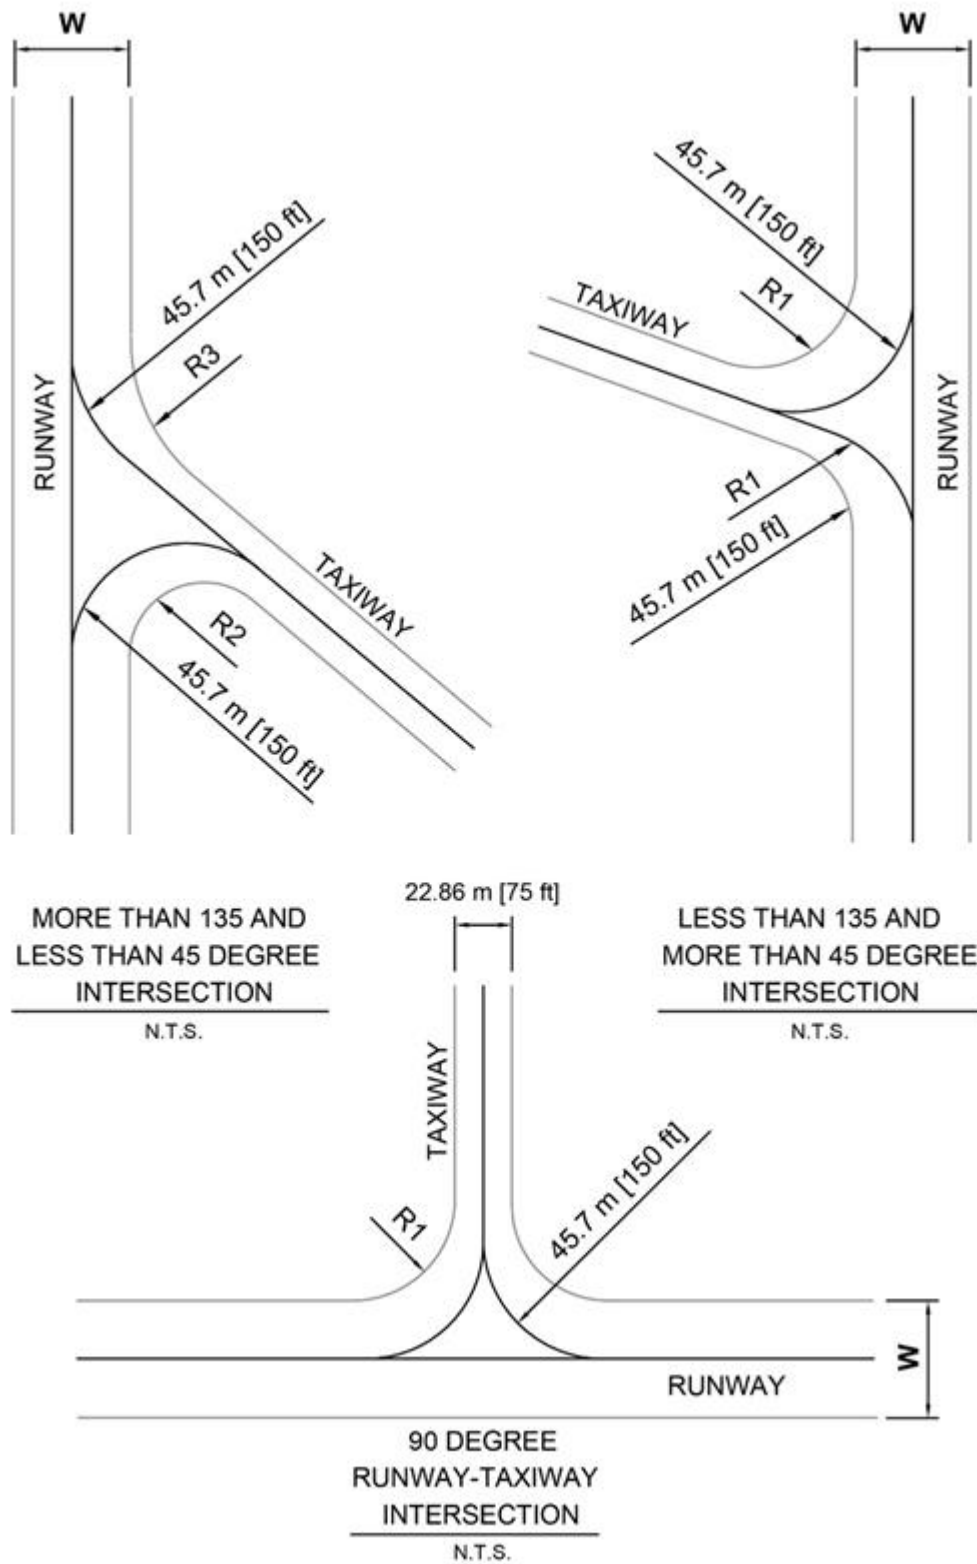 W
W
45.7 m [150 ft]
R3
RUNWAY
TAXIWAY
R2
45.7 m [150 ft]
45.7 m [150 ft]
R1
TAXIWAY
RUNWAY
R1
45.7 m [150 ft]
MORE THAN 135 AND
LESS THAN 45 DEGREE
INTERSECTION
N.T.S.
LESS THAN 135 AND
MORE THAN 45 DEGREE
INTERSECTION
N.T.S.
22.86 m [75 ft]
TAXIWAY
R1
45.7 m [150 ft]
W
RUNWAY
90 DEGREE
RUNWAY-TAXIWAY
INTERSECTION
N.T.S.